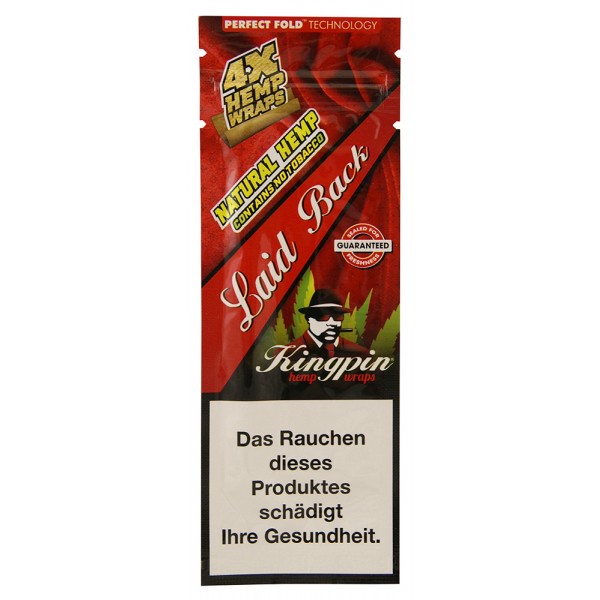 PERFECT FOLD™ TECHNOLOGY
4X
HEMP
WRAPS
NATURAL HEMP
CONTAINS NO TOBACCO
Laid Back
SEALED FOR
GUARANTEED
FRESHNESS
Kingpin
hemp wraps
Das Rauchen
dieses
Produktes
schädigt
Ihre Gesundheit.